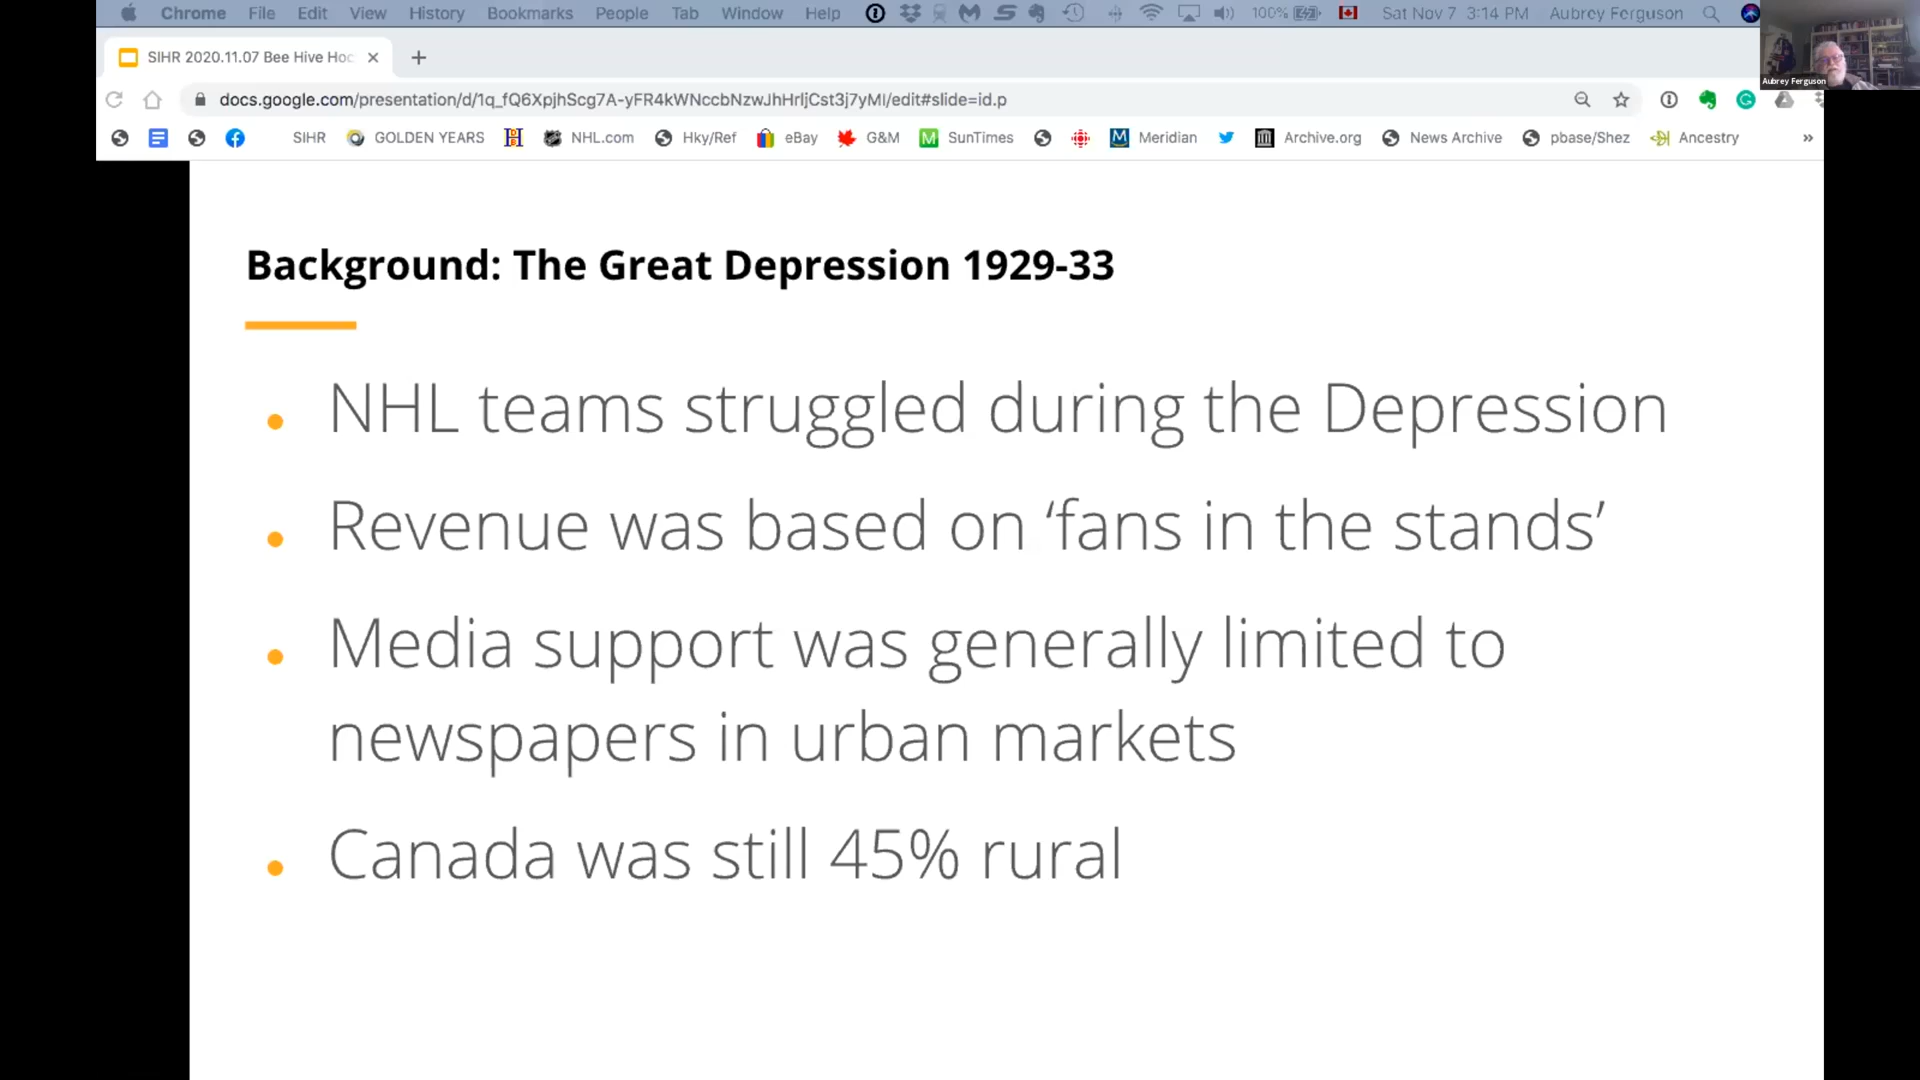 Chrome File Edit View History Bookmarks People Tab Window Help 100% Sat Nov 7 3:14 PM Aubrey Ferguson
SIHR 2020.11.07 Bee Hive Hoc
Aubrey Ferguson
docs.google.com/presentation/d/1q_fQ6XpjhScg7A-yFR4kWNccbNzwJhHrljCst3j7yMI/edit#slide=id.p
SIHR GOLDEN YEARS NHL.com Hky/Ref eBay G&M SunTimes Meridian Archive.org News Archive pbase/Shez Ancestry »
Background: The Great Depression 1929-33
• NHL teams struggled during the Depression
• Revenue was based on ‘fans in the stands’
• Media support was generally limited to
newspapers in urban markets
• Canada was still 45% rural